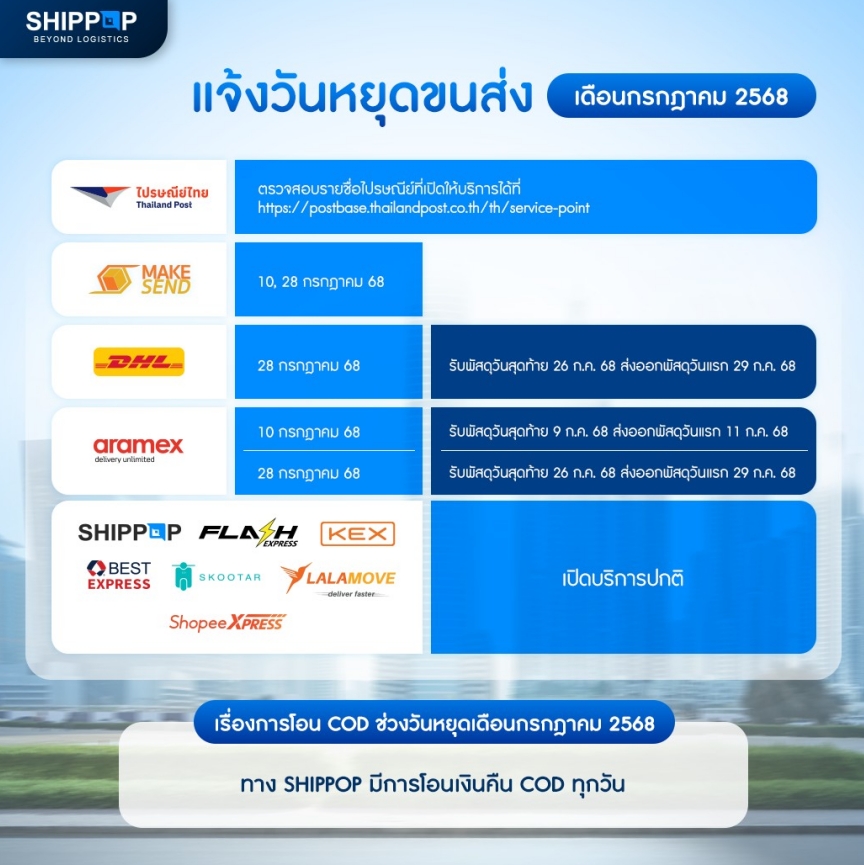 SHIPPOP
BEYOND LOGISTICS
แจ้งวันหยุดขนส่ง เดือนกรกฎาคม 2568
ไปรษณีย์ไทย
Thailand Post
ตรวจสอบรายชื่อไปรษณีย์ที่เปิดให้บริการได้ที่
https://postbase.thailandpost.co.th/th/service-point
MAKE
SEND
10, 28 กรกฎาคม 68
DHL
28 กรกฎาคม 68
รับพัสดุวันสุดท้าย 26 ก.ค. 68 ส่งออกพัสดุวันแรก 29 ก.ค. 68
aramex
delivery unlimited
10 กรกฎาคม 68
รับพัสดุวันสุดท้าย 9 ก.ค. 68 ส่งออกพัสดุวันแรก 11 ก.ค. 68
28 กรกฎาคม 68
รับพัสดุวันสุดท้าย 26 ก.ค. 68 ส่งออกพัสดุวันแรก 29 ก.ค. 68
SHIPPOP
FLASH
EXPRESS
KEX
BEST
EXPRESS
SKOOTAR
LALAMOVE
deliver faster
Shopee XPRESS
เปิดบริการปกติ
เรื่องการโอน COD ช่วงวันหยุดเดือนกรกฎาคม 2568
ทาง SHIPPOP มีการโอนเงินคืน COD ทุกวัน